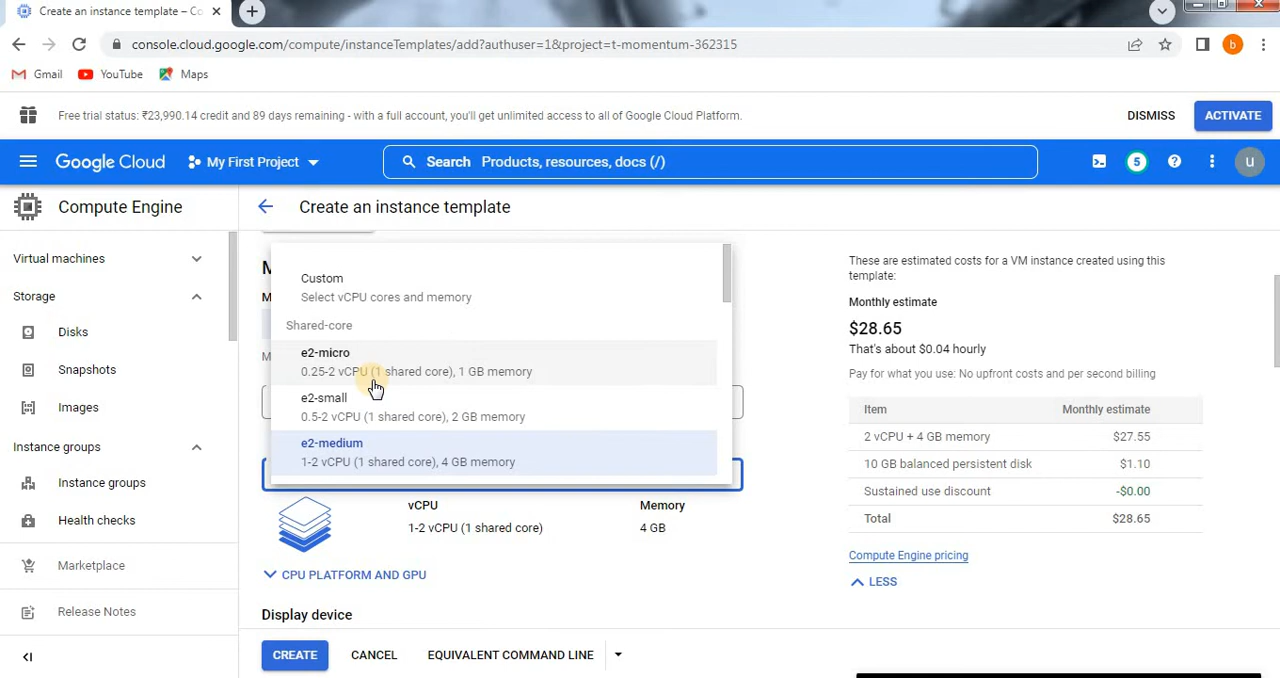 Create an instance template – Co
console.cloud.google.com/compute/instanceTemplates/add?authuser=1&project=t-momentum-362315
b
Gmail
YouTube
Maps
Free trial status: ₹23,990.14 credit and 89 days remaining - with a full account, you'll get unlimited access to all of Google Cloud Platform.
DISMISS
ACTIVATE
Google Cloud
My First Project
Search Products, resources, docs (/)
5
u
Compute Engine
Virtual machines
Storage
Disks
Snapshots
Images
Instance groups
Instance groups
Health checks
Marketplace
Release Notes
Create an instance template
Custom
Select vCPU cores and memory
Shared-core
e2-micro
0.25-2 vCPU (1 shared core), 1 GB memory
e2-small
0.5-2 vCPU (1 shared core), 2 GB memory
e2-medium
1-2 vCPU (1 shared core), 4 GB memory
vCPU
Memory
1-2 vCPU (1 shared core)
4 GB
CPU PLATFORM AND GPU
Display device
CREATE
CANCEL
EQUIVALENT COMMAND LINE
These are estimated costs for a VM instance created using this
template:
Monthly estimate
$28.65
That's about $0.04 hourly
Pay for what you use: No upfront costs and per second billing
Item Monthly estimate
2 vCPU + 4 GB memory $27.55
10 GB balanced persistent disk $1.10
Sustained use discount -$0.00
Total $28.65
Compute Engine pricing
LESS